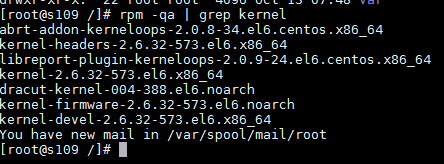 [root@s109 /]# rpm -qa | grep kernel
abrt-addon-kerneloops-2.0.8-34.el6.centos.x86_64
kernel-headers-2.6.32-573.el6.x86_64
libreport-plugin-kerneloops-2.0.9-24.el6.centos.x86_64
kernel-2.6.32-573.el6.x86_64
dracut-kernel-004-388.el6.noarch
kernel-firmware-2.6.32-573.el6.noarch
kernel-devel-2.6.32-573.el6.x86_64
You have new mail in /var/spool/mail/root
[root@s109 /]#